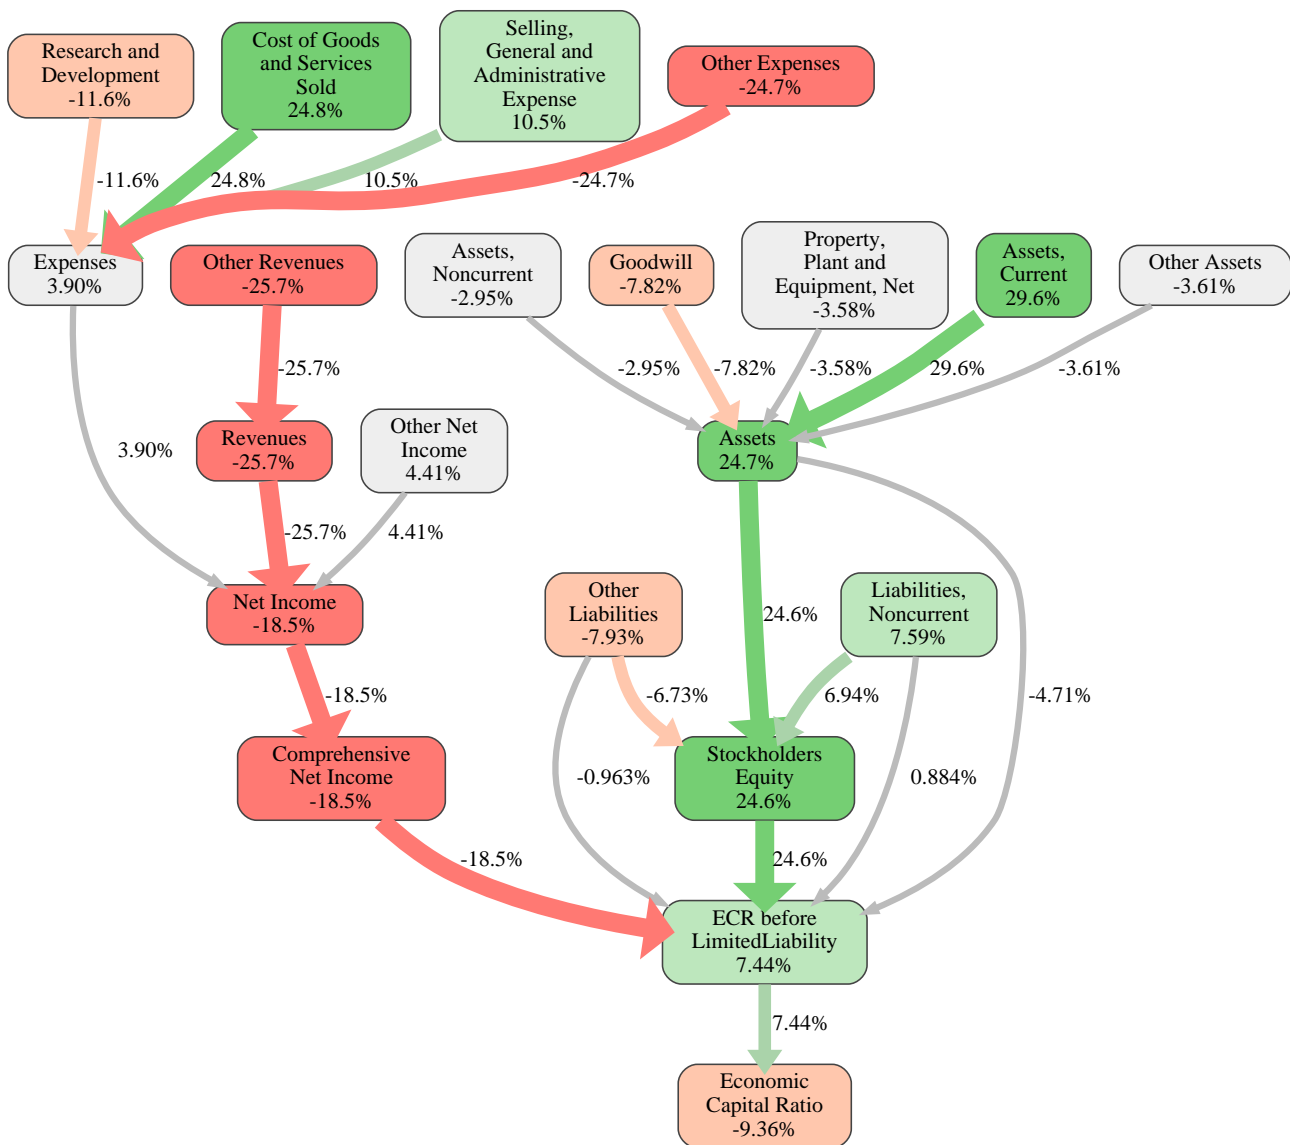 Research and
Development
-11.6%
Cost of Goods
and Services
Sold
24.8%
Selling,
General and
Administrative
Expense
10.5%
Other Expenses
-24.7%
-11.6%
24.8%
10.5%
-24.7%
Expenses
3.90%
Other Revenues
-25.7%
Assets,
Noncurrent
-2.95%
Goodwill
-7.82%
Property,
Plant and
Equipment, Net
-3.58%
Assets,
Current
29.6%
Other Assets
-3.61%
-25.7%
-2.95%
-7.82%
-3.58%
29.6%
-3.61%
3.90%
Revenues
-25.7%
Other Net
Income
4.41%
Assets
24.7%
-25.7%
4.41%
Net Income
-18.5%
Other
Liabilities
-7.93%
24.6%
Liabilities,
Noncurrent
7.59%
-18.5%
-6.73%
6.94%
-4.71%
Comprehensive
Net Income
-18.5%
-0.963%
Stockholders
Equity
24.6%
0.884%
-18.5%
24.6%
ECR before
LimitedLiability
7.44%
7.44%
Economic
Capital Ratio
-9.36%